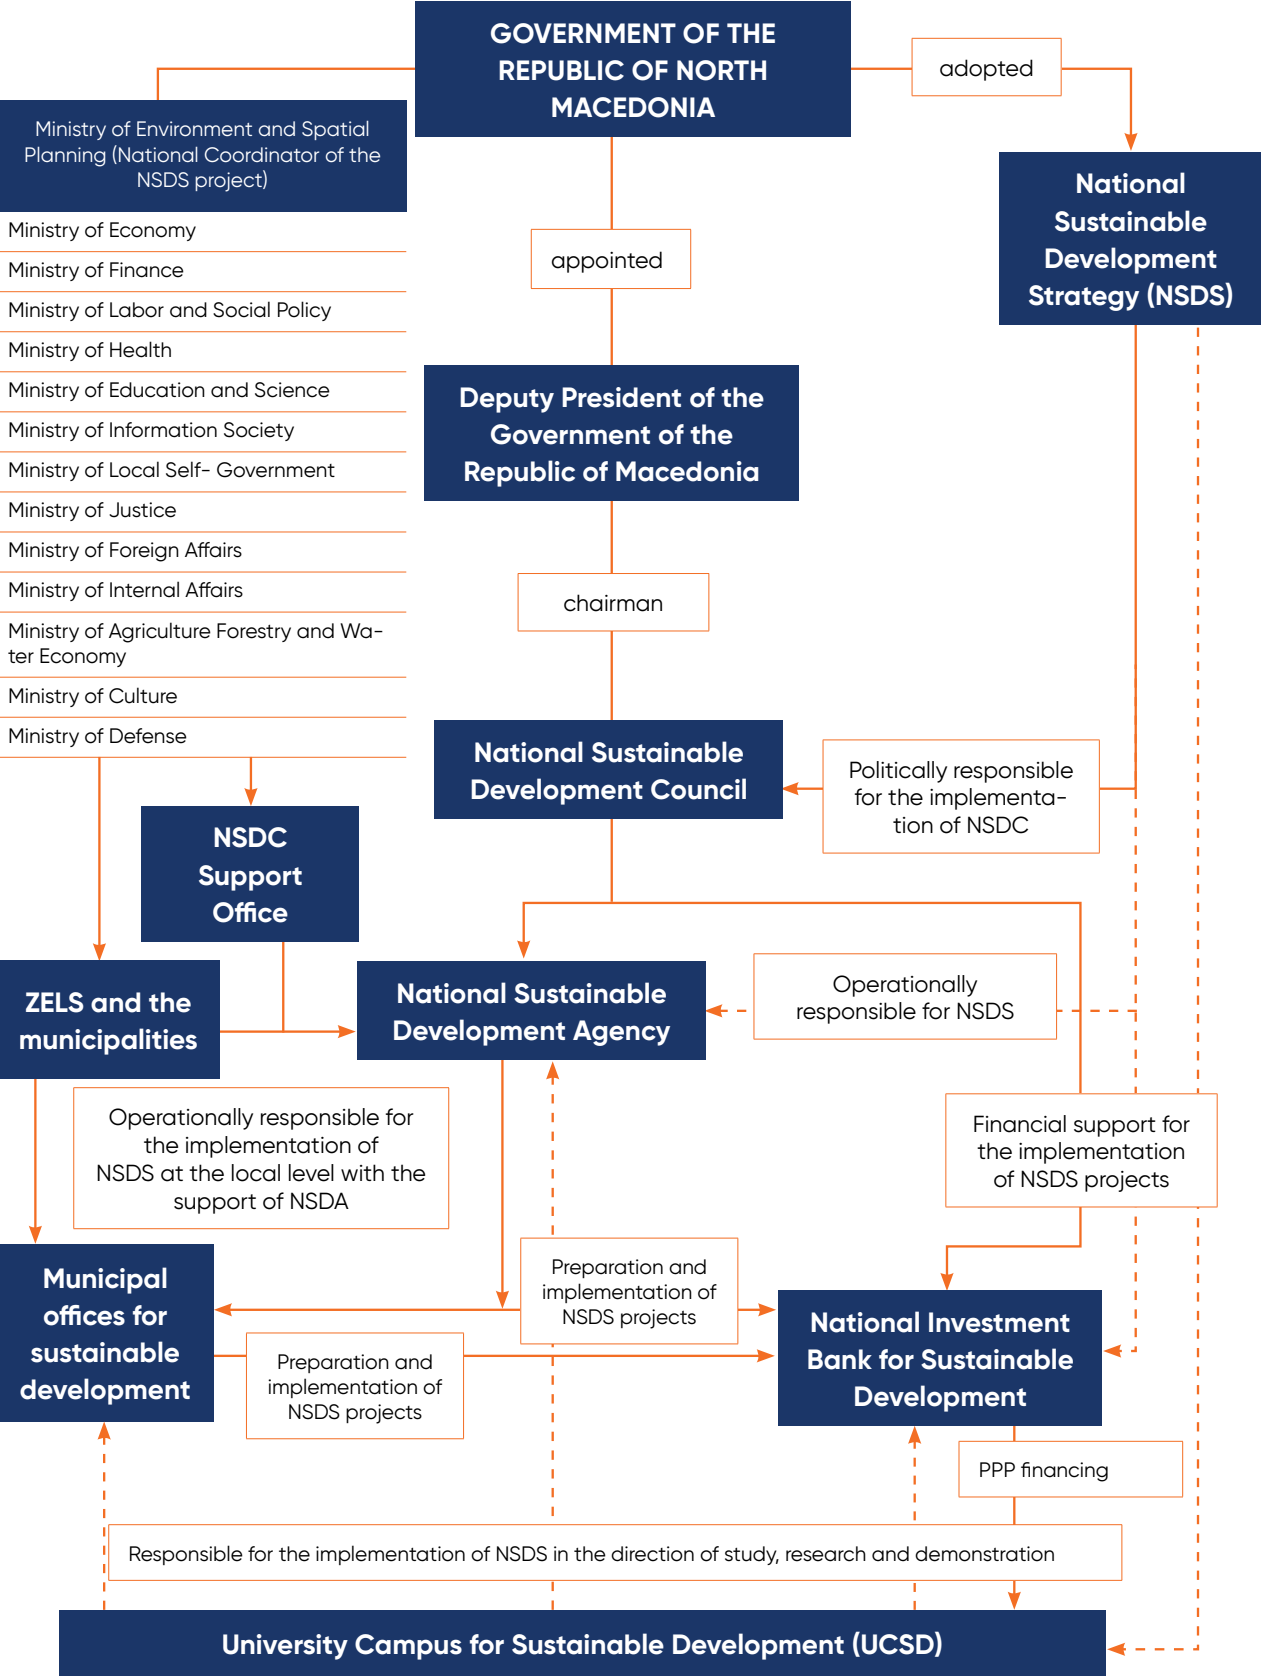 GOVERNMENT OF THE
REPUBLIC OF NORTH
MACEDONIA
adopted
Ministry of Environment and Spatial
Planning (National Coordinator of the
NSDS project)
Ministry of Economy
Ministry of Finance
Ministry of Labor and Social Policy
Ministry of Health
Ministry of Education and Science
Ministry of Information Society
Ministry of Local Self- Government
Ministry of Justice
Ministry of Foreign Affairs
Ministry of Internal Affairs
Ministry of Agriculture Forestry and Wa-
ter Economy
Ministry of Culture
Ministry of Defense
National
Sustainable
Development
Strategy (NSDS)
appointed
Deputy President of the
Government of the
Republic of Macedonia
chairman
National Sustainable
Development Council
Politically responsible
for the implementa-
tion of NSDC
NSDC
Support
Office
ZELS and the
municipalities
National Sustainable
Development Agency
Operationally
responsible for NSDS
Operationally responsible for
the implementation of
NSDS at the local level with the
support of NSDA
Financial support for
the implementation
of NSDS projects
Municipal
offices for
sustainable
development
Preparation and
implementation of
NSDS projects
Preparation and
implementation of
NSDS projects
National Investment
Bank for Sustainable
Development
PPP financing
Responsible for the implementation of NSDS in the direction of study, research and demonstration
University Campus for Sustainable Development (UCSD)